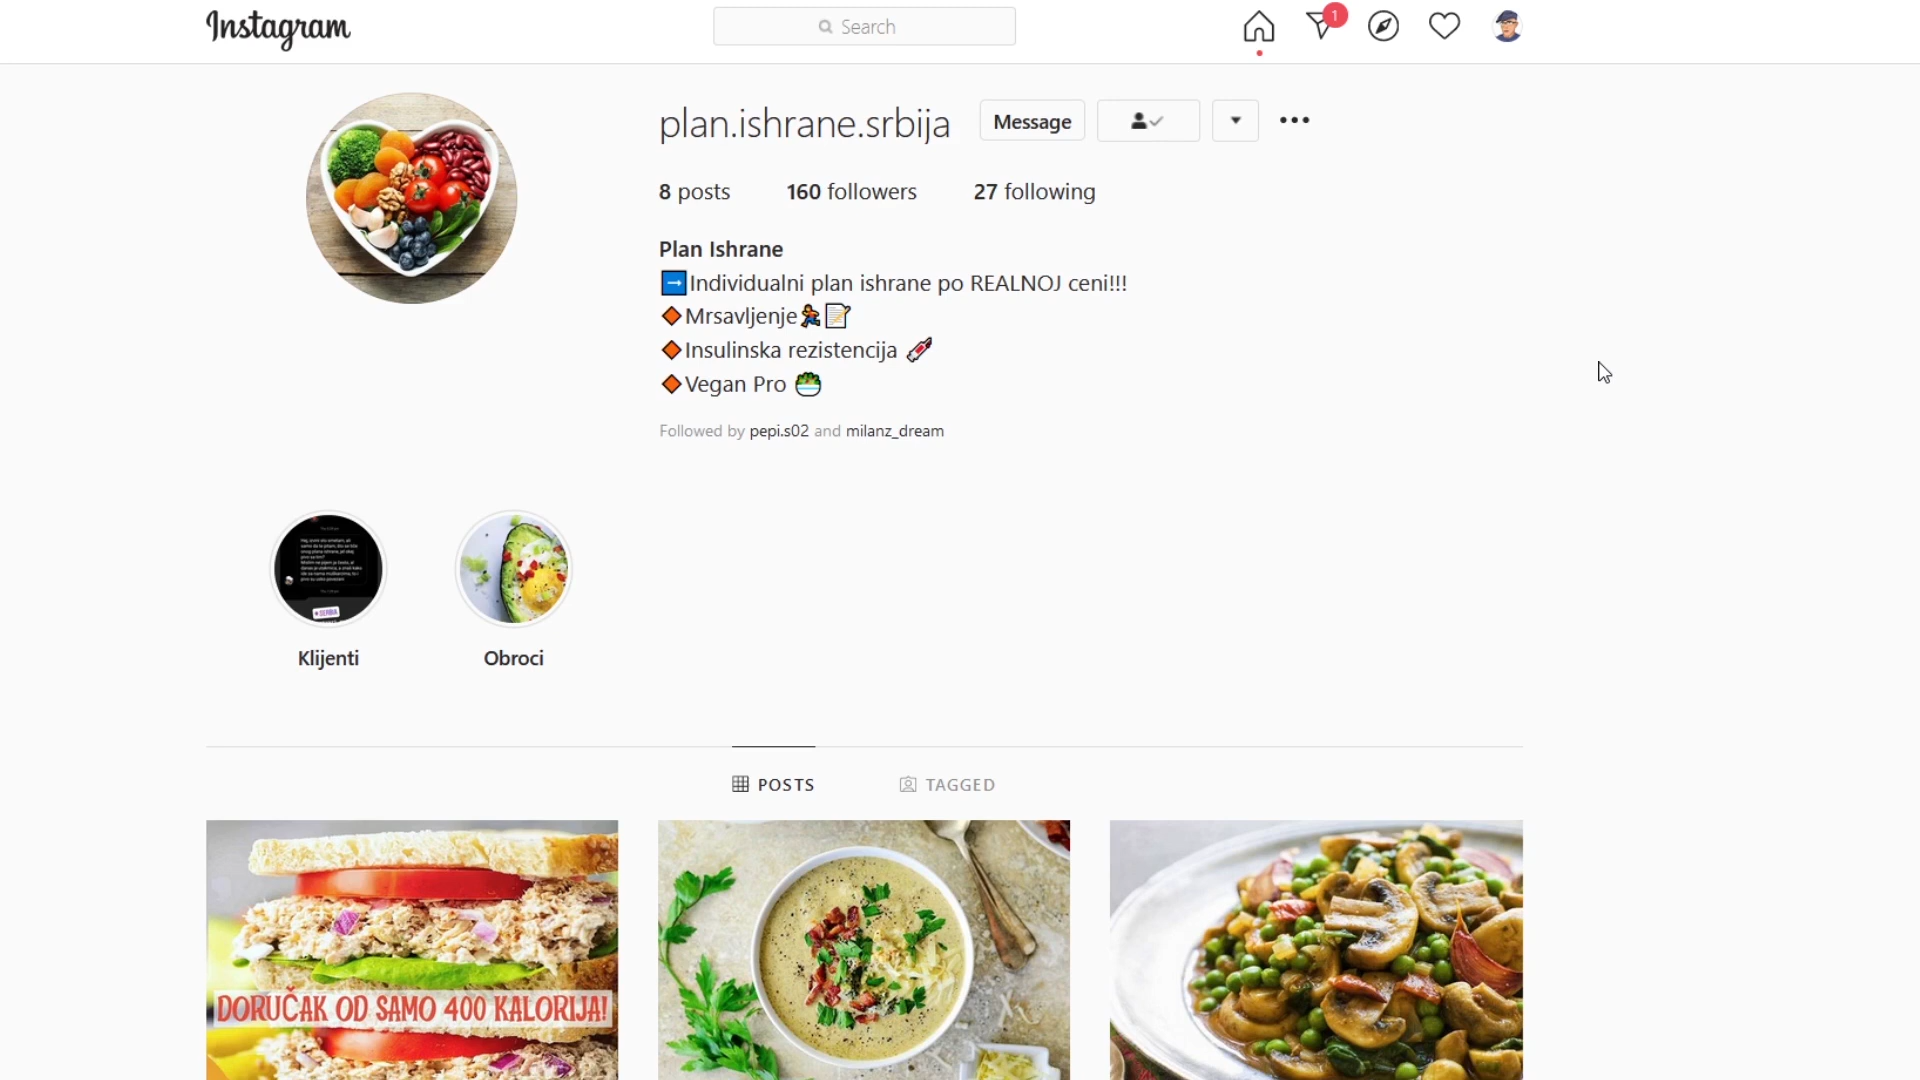 Instagram
Search
1
plan.ishrane.srbija
Message
8 posts 160 followers 27 following
Plan Ishrane
Individualni plan ishrane po REALNOJ ceni!!!
Mrsavljenje
Insulinska rezistencija
Vegan Pro
Followed by pepi.s02 and milanz_dream
Klijenti Obroci
POSTS TAGGED
DORUČAK OD SAMO 400 KALORIJA!